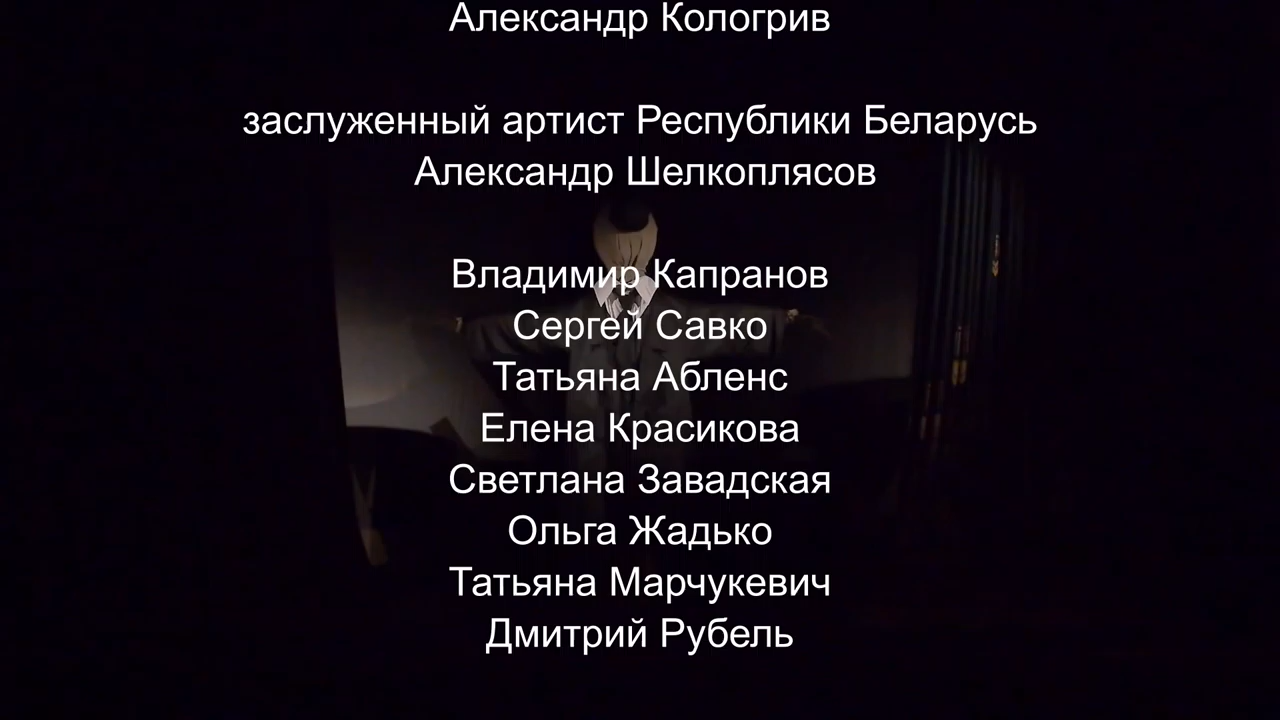 Александр Кологрив
заслуженный артист Республики Беларусь
Александр Шелкоплясов
Владимир Капранов
Сергей Савко
Татьяна Абленс
Елена Красикова
Светлана Завадская
Ольга Жадько
Татьяна Марчукевич
Дмитрий Рубель